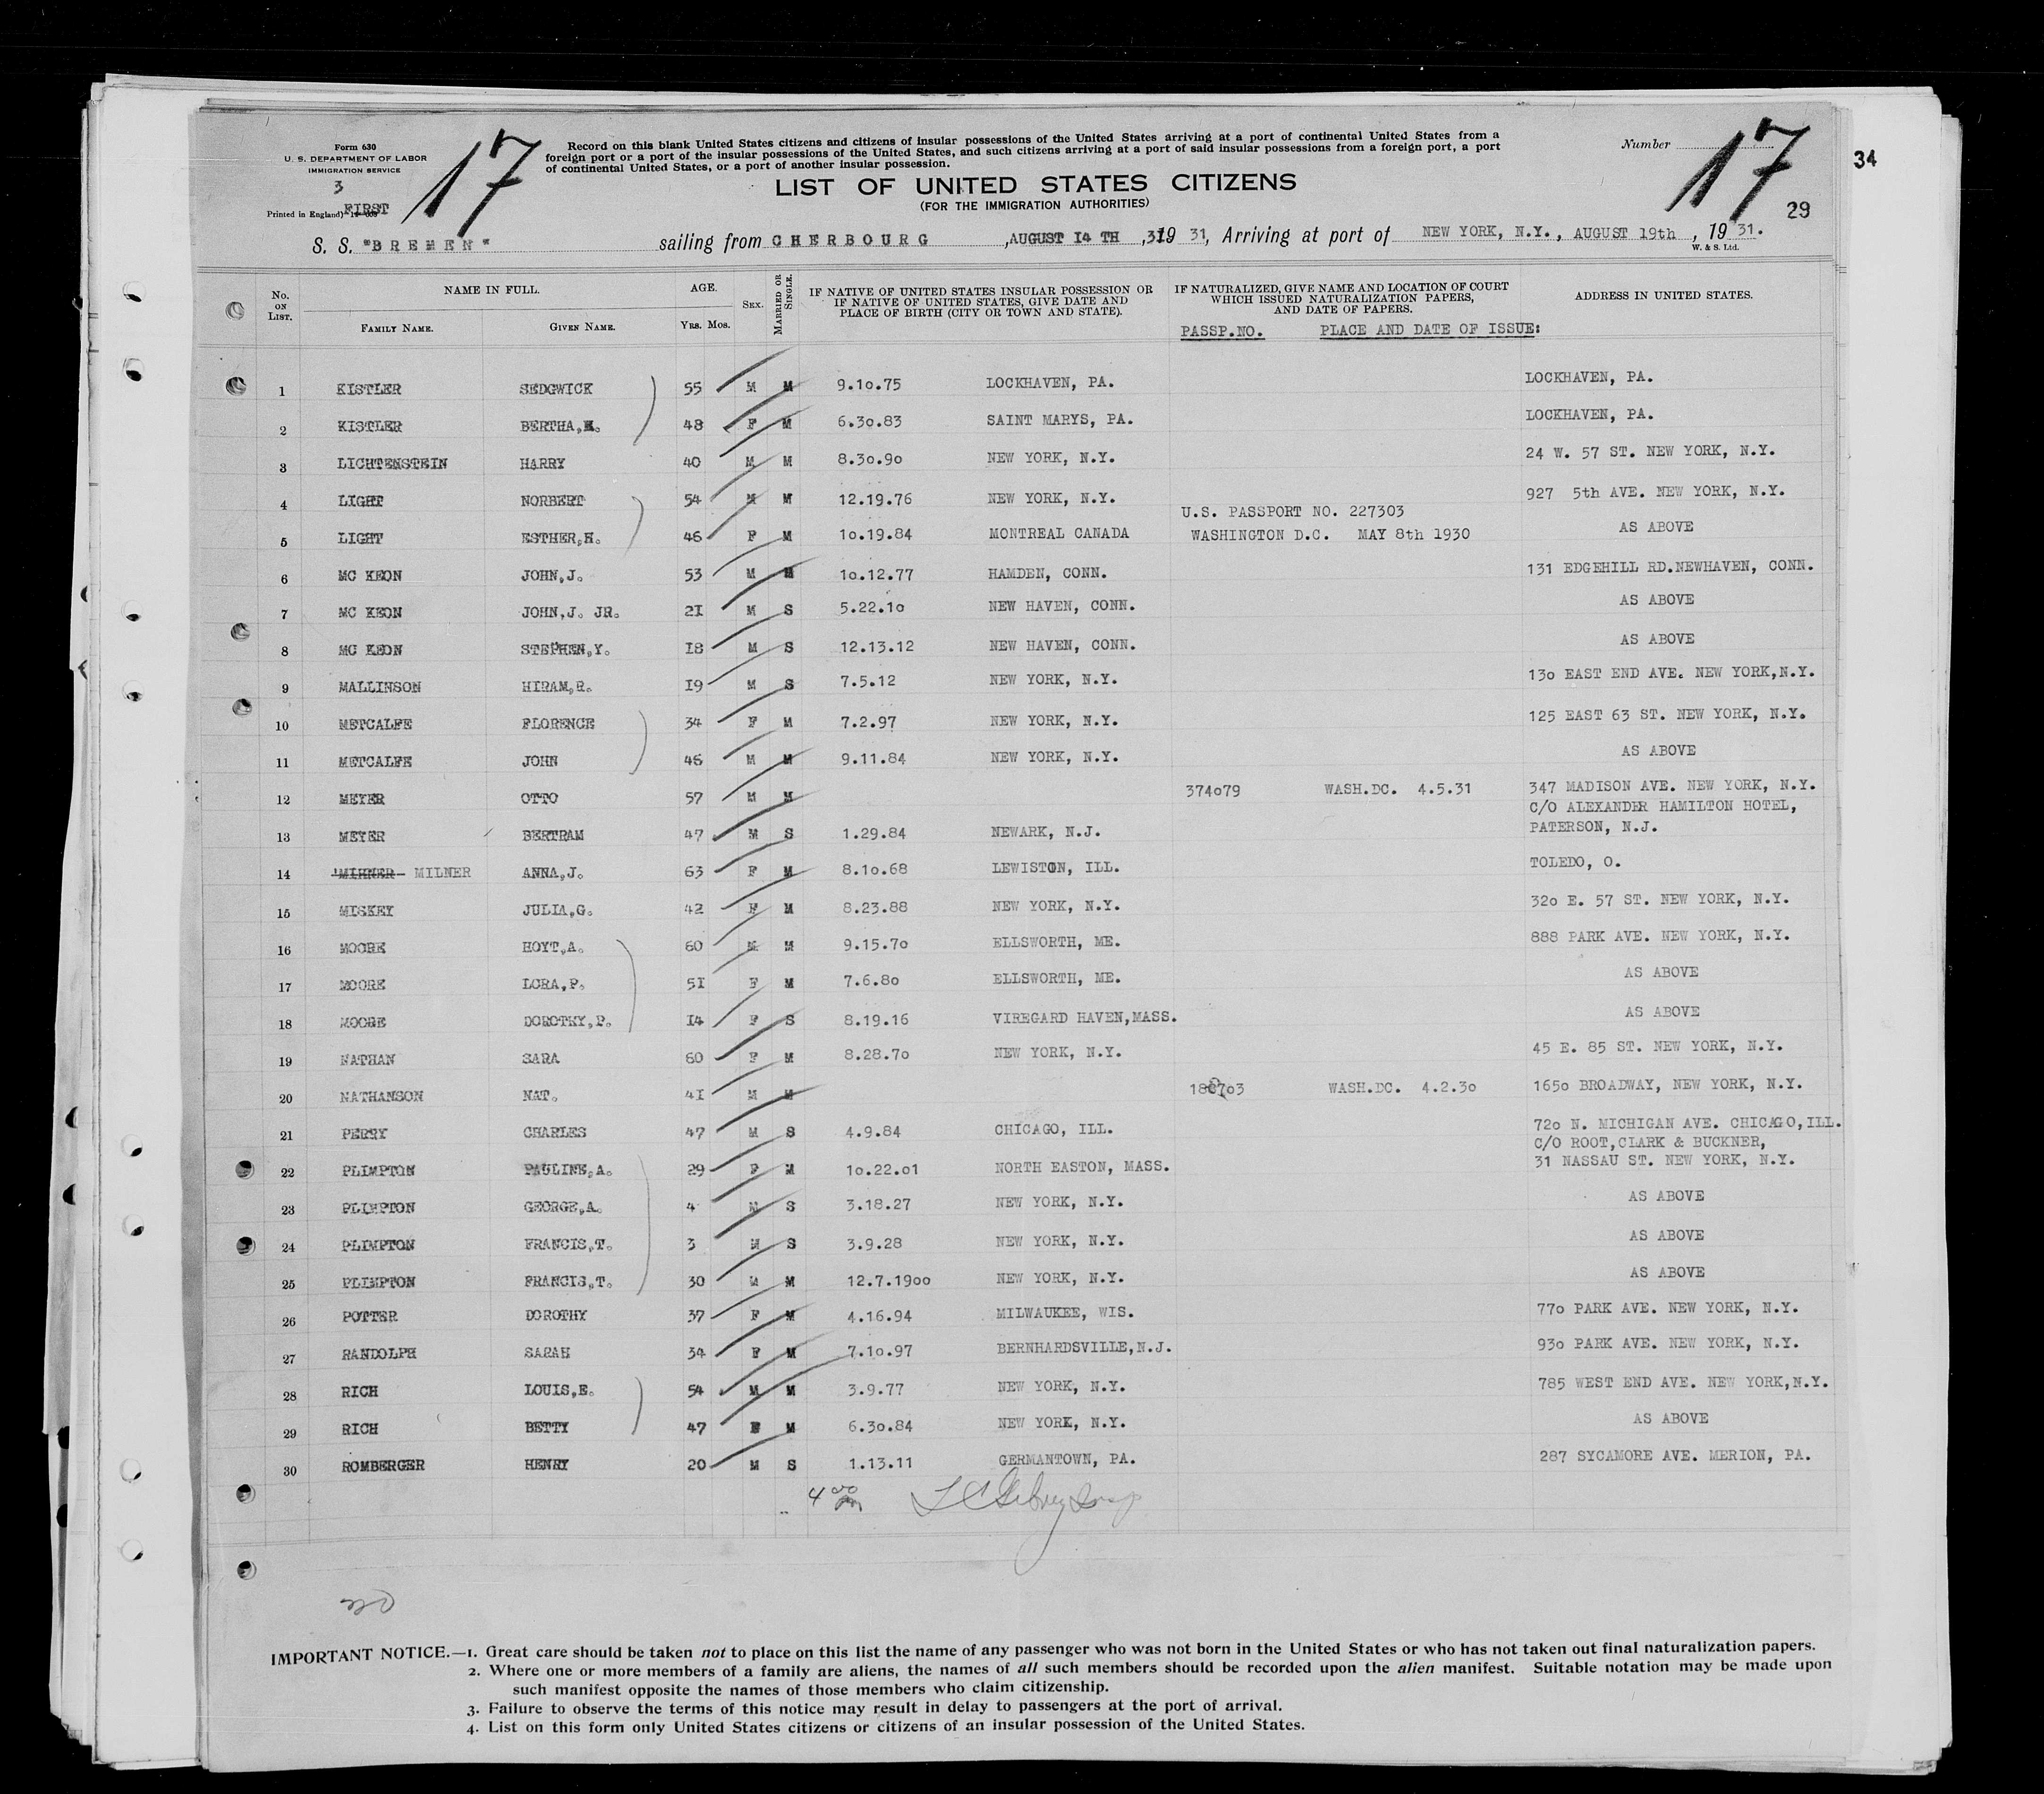 Form 630
U. S. DEPARTMENT OF LABOR
IMMIGRATION SERVICE
3
FIRST
Printed in England)
17
Record on this blank United States citizens and citizens of insular possessions of the United States arriving at a port of continental United States from a
foreign port or a port of the insular possessions of the United States, and such citizens arriving at a port of said insular possessions from a foreign port, a port
of continental United States, or a port of another insular possession.
LIST OF UNITED STATES CITIZENS
(FOR THE IMMIGRATION AUTHORITIES)
Number 17
34
29
S. S. "BREMEN" sailing from CHERBOURG, AUGUST 14 TH, 1931, Arriving at port of NEW YORK, N.Y., AUGUST 19th, 1931.
W. & S. Ltd.
No. ON LIST. NAME IN FULL. FAMILY NAME. GIVEN NAME. AGE. YRS. MOS. SEX. MARRIED OR SINGLE.
IF NATIVE OF UNITED STATES INSULAR POSSESSION OR
IF NATIVE OF UNITED STATES, GIVE DATE AND
PLACE OF BIRTH (CITY OR TOWN AND STATE).
IF NATURALIZED, GIVE NAME AND LOCATION OF COURT
WHICH ISSUED NATURALIZATION PAPERS,
AND DATE OF PAPERS.
PASSP.NO. PLACE AND DATE OF ISSUE:
ADDRESS IN UNITED STATES.
1 KISTLER SEDGWICK 55 M M 9.10.75 LOCKHAVEN, PA. LOCKHAVEN, PA.
2 KISTLER BERTHA, 48 F M 6.30.83 SAINT MARYS, PA. LOCKHAVEN, PA.
3 LICHTENSTEIN HARRY 40 M M 8.30.90 NEW YORK, N.Y. 24 W. 57 ST. NEW YORK, N.Y.
4 LIGHT NORBERT 54 M M 12.19.76 NEW YORK, N.Y. 927 5th AVE. NEW YORK, N.Y.
U.S. PASSPORT NO. 227303
5 LIGHT ESTHER,H. 46 F M 10.19.84 MONTREAL CANADA WASHINGTON D.C. MAY 8th 1930 AS ABOVE
6 MC KEON JOHN,J. 53 M M 10.12.77 HAMDEN, CONN. 131 EDGEHILL RD.NEWHAVEN, CONN.
7 MC KEON JOHN,J. JR. 21 M S 5.22.10 NEW HAVEN, CONN. AS ABOVE
8 MC KEON STEPHEN,Y. 18 M S 12.13.12 NEW HAVEN, CONN. AS ABOVE
9 MALLINSON HIRAM,R. 19 M S 7.5.12 NEW YORK, N.Y. 130 EAST END AVE. NEW YORK,N.Y.
10 METCALFE FLORENCE 34 F M 7.2.97 NEW YORK, N.Y. 125 EAST 63 ST. NEW YORK, N.Y.
11 METCALFE JOHN 46 M M 9.11.84 NEW YORK, N.Y. AS ABOVE
12 MEYER OTTO 57 M M 374079 WASH.DC. 4.5.31 347 MADISON AVE. NEW YORK, N.Y.
C/O ALEXANDER HAMILTON HOTEL,
13 MEYER BERTRAM 47 M S 1.29.84 NEWARK, N.J. PATERSON, N.J.
14 MILNER ANNA,J. 63 F M 8.10.68 LEWISTON, ILL. TOLEDO, O.
15 MISKEY JULIA,G. 42 F M 8.23.88 NEW YORK, N.Y. 320 E. 57 ST. NEW YORK, N.Y.
16 MOORE HOYT,A. 60 M M 9.15.70 ELLSWORTH, ME. 888 PARK AVE. NEW YORK, N.Y.
17 MOORE LORA,P. 51 F M 7.6.80 ELLSWORTH, ME. AS ABOVE
18 MOORE DOROTHY,P. 14 F S 8.19.16 VIREGARD HAVEN,MASS. AS ABOVE
19 NATHAN SARA 60 F M 8.28.70 NEW YORK, N.Y. 45 E. 85 ST. NEW YORK, N.Y.
20 NATHANSON NAT. 41 M M WASH.DC. 4.2.30 1650 BROADWAY, NEW YORK, N.Y.
21 PERRY CHARLES 47 M S 4.9.84 CHICAGO, ILL. 720 N. MICHIGAN AVE. CHICAGO,ILL.
C/O ROOT,CLARK & BUCKNER,
22 PLIMPTON PAULINE,A. 29 F M 10.22.01 NORTH EASTON, MASS. 31 NASSAU ST. NEW YORK, N.Y.
23 PLIMPTON GEORGE,A. 4 M S 3.18.27 NEW YORK, N.Y. AS ABOVE
24 PLIMPTON FRANCIS,T. 3 M S 3.9.28 NEW YORK, N.Y. AS ABOVE
25 PLIMPTON FRANCIS,T. 30 M M 12.7.1900 NEW YORK, N.Y. AS ABOVE
26 POTTER DOROTHY 37 F M 4.16.94 MILWAUKEE, WIS. 770 PARK AVE. NEW YORK, N.Y.
27 RANDOLPH SARAH 34 F M 7.10.97 BERNHARDSVILLE,N.J. 930 PARK AVE. NEW YORK, N.Y.
28 RICH LOUIS,E. 54 M M 3.9.77 NEW YORK, N.Y. 785 WEST END AVE. NEW YORK,N.Y.
29 RICH BETTY 47 F M 6.30.84 NEW YORK, N.Y. AS ABOVE
30 ROMBERGER HENRY 20 M S 1.13.11 GERMANTOWN, PA. 287 SYCAMORE AVE. MERION, PA.
IMPORTANT NOTICE.—1. Great care should be taken not to place on this list the name of any passenger who was not born in the United States or who has not taken out final naturalization papers.
2. Where one or more members of a family are aliens, the names of all such members should be recorded upon the alien manifest. Suitable notation may be made upon
such manifest opposite the names of those members who claim citizenship.
3. Failure to observe the terms of this notice may result in delay to passengers at the port of arrival.
4. List on this form only United States citizens or citizens of an insular possession of the United States.